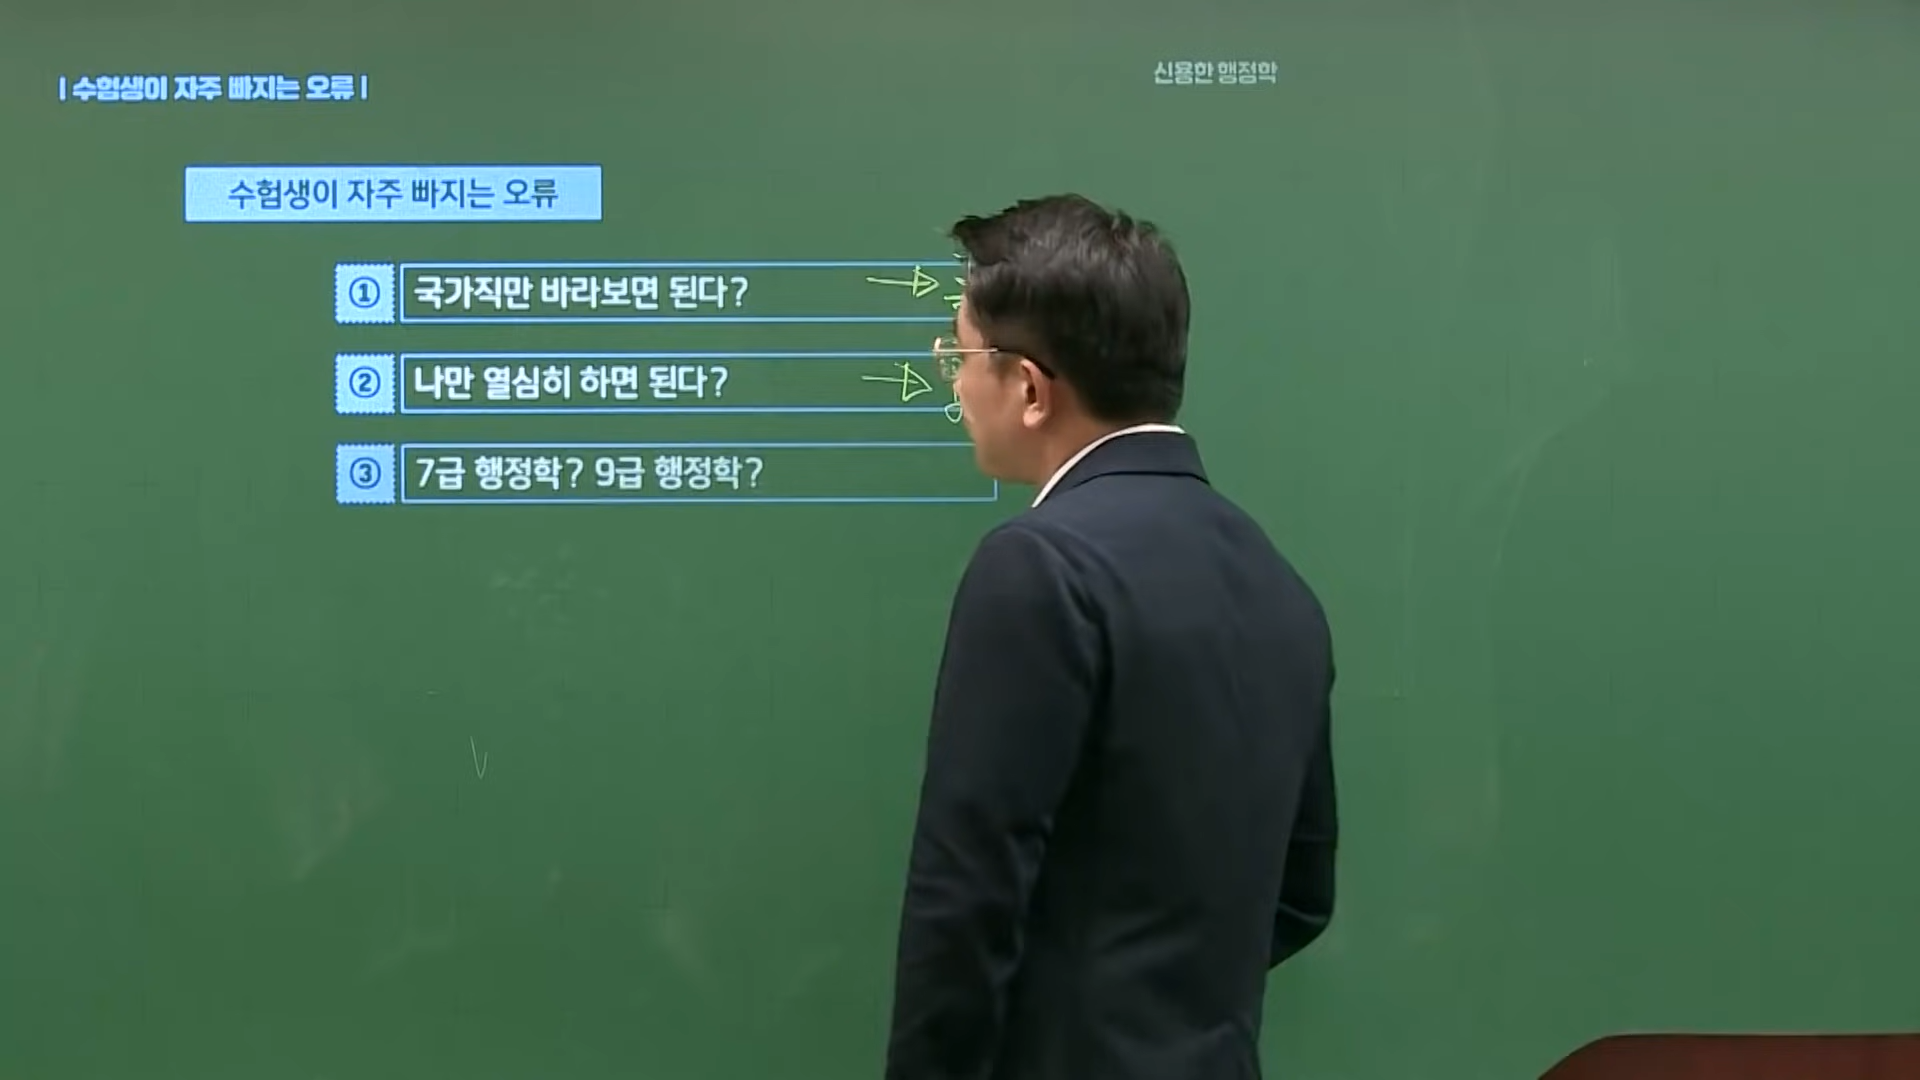 | 수험생이 자주 빠지는 오류 |
신용한 행정학
수험생이 자주 빠지는 오류
① 국가직만 바라보면 된다?
② 나만 열심히 하면 된다?
③ 7급 행정학? 9급 행정학?